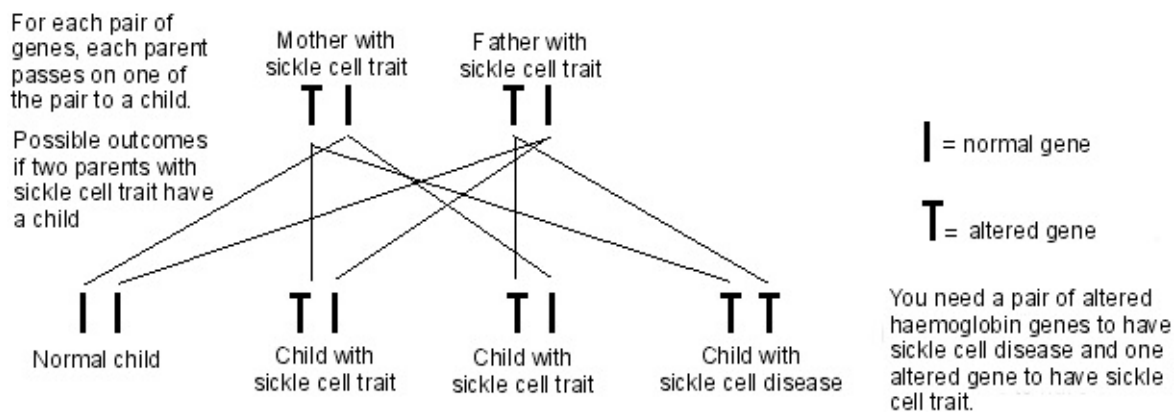 For each pair of
genes, each parent
passes on one of
the pair to a child.
Possible outcomes
if two parents with
sickle cell trait have
a child
Mother with
sickle cell trait
Father with
sickle cell trait
= normal gene
= altered gene
Normal child
Child with
sickle cell trait
Child with
sickle cell trait
Child with
sickle cell disease
You need a pair of altered
haemoglobin genes to have
sickle cell disease and one
altered gene to have sickle
cell trait.